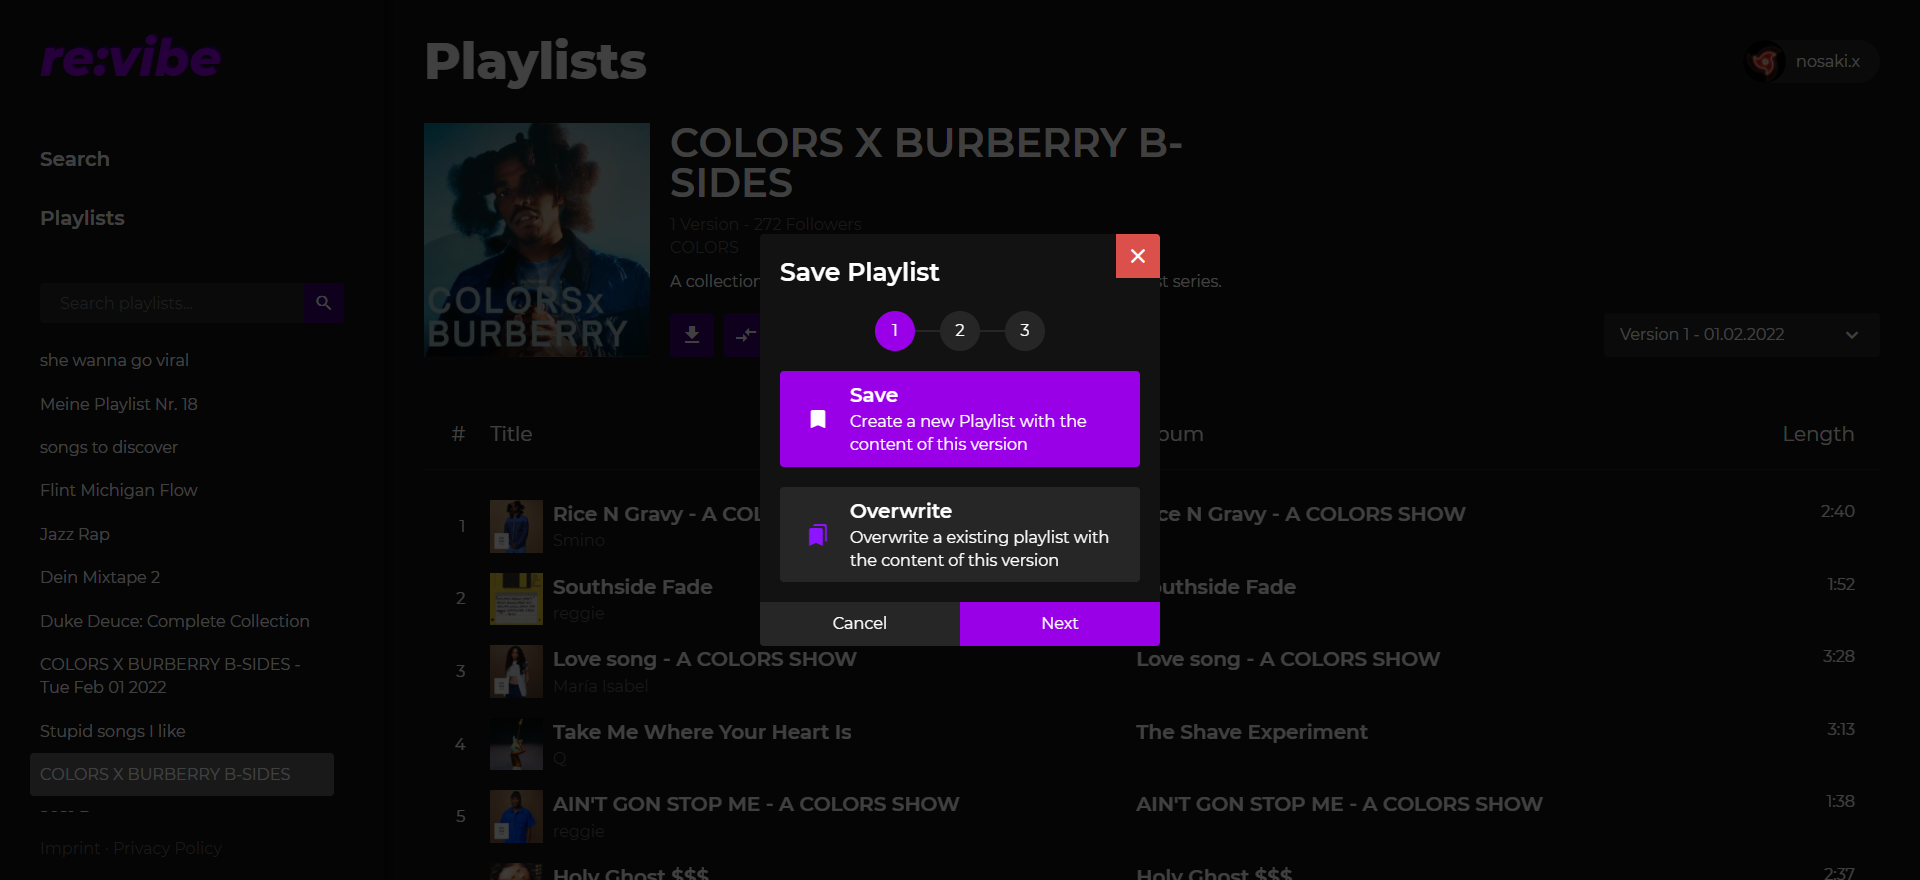 re:vibe
Search
Playlists
Search playlists...
she wanna go viral
Meine Playlist Nr. 18
songs to discover
Flint Michigan Flow
Jazz Rap
Dein Mixtape 2
Duke Deuce: Complete Collection
COLORS X BURBERRY B-SIDES -
Tue Feb 01 2022
Stupid songs I like
COLORS X BURBERRY B-SIDES
Imprint · Privacy Policy
Playlists
nosaki.x
COLORSx
BURBERRY
COLORS X BURBERRY B-
SIDES
1 Version - 272 Followers
COLORS
A collection
t series.
Version 1 - 01.02.2022
Save Playlist
1 2 3
Save
Create a new Playlist with the
content of this version
Overwrite
Overwrite a existing playlist with
the content of this version
Cancel Next
# Title bum Length
1 Rice N Gravy - A COL ce N Gravy - A COLORS SHOW 2:40
Smino
2 Southside Fade uthside Fade 1:52
reggie
3 Love song - A COLORS SHOW Love song - A COLORS SHOW 3:28
Maria Isabel
4 Take Me Where Your Heart Is The Shave Experiment 3:13
Q
5 AIN'T GON STOP ME - A COLORS SHOW AIN'T GON STOP ME - A COLORS SHOW 1:38
reggie
Holy Ghost $$$ Holy Ghost $$$ 2:37